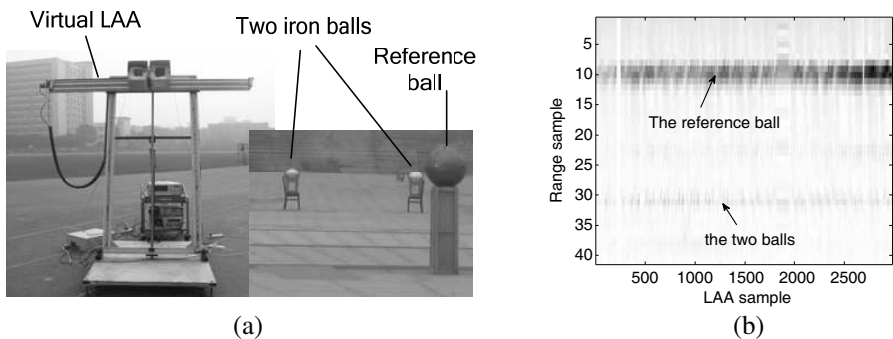 Virtual LAA
Two iron balls
Reference
ball
(a)
5
10
15
20
25
30
35
40
Range sample
The reference ball
the two balls
500 1000 1500 2000 2500
LAA sample
(b)